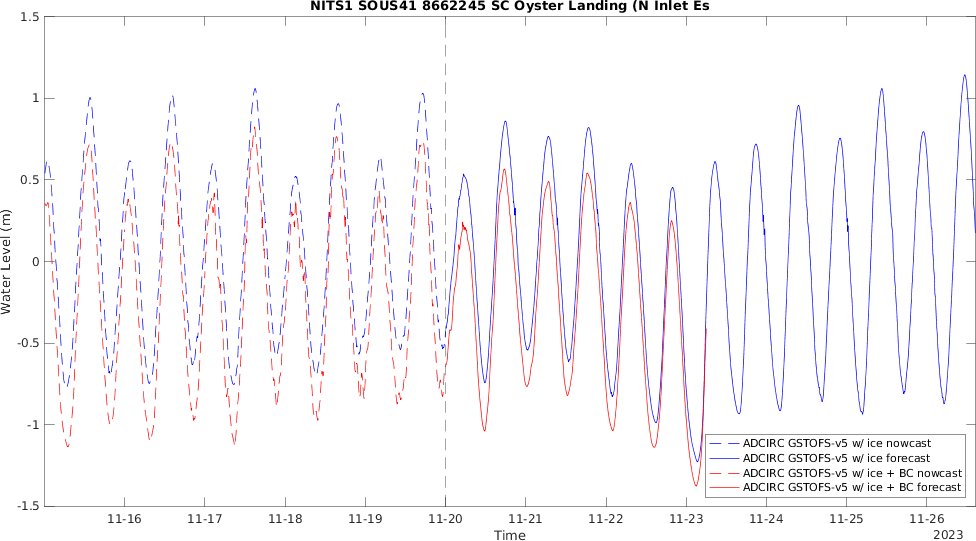 NITS1 SOUS41 8662245 SC Oyster Landing (N Inlet Es
1.5
1
0.5
0
-0.5
-1
-1.5
Water Level (m)
11-16 11-17 11-18 11-19 11-20 11-21 11-22 11-23 11-24 11-25 11-26
Time
2023
ADCIRC GSTOFS-v5 w/ ice nowcast
ADCIRC GSTOFS-v5 w/ ice forecast
ADCIRC GSTOFS-v5 w/ ice + BC nowcast
ADCIRC GSTOFS-v5 w/ ice + BC forecast